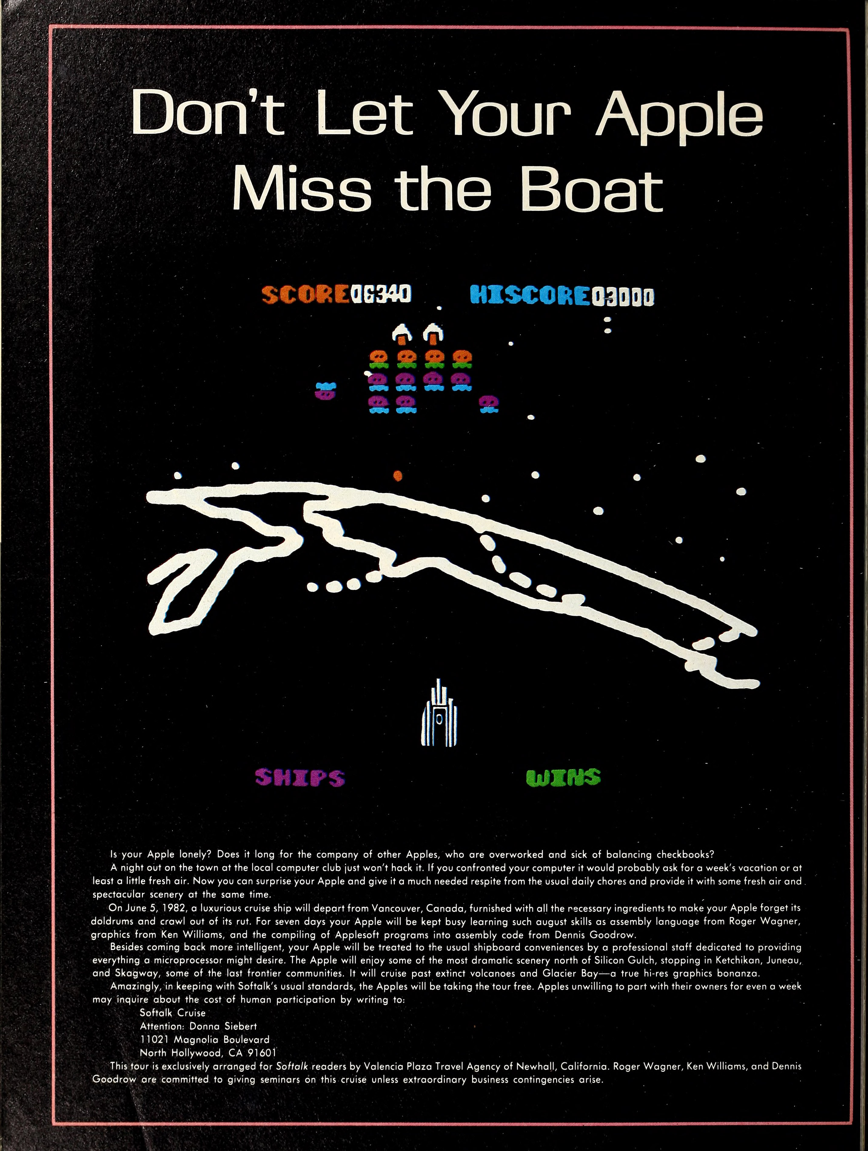 Don't Let Your Apple
Miss the Boat
SCORE06340 HISCORE03000
SHIPS WINS
Is your Apple lonely? Does it long for the company of other Apples, who are overworked and sick of balancing checkbooks?
A night out on the town at the local computer club just won't hack it. If you confronted your computer it would probably ask for a week's vacation or at
least a little fresh air. Now you can surprise your Apple and give it a much needed respite from the usual daily chores and provide it with some fresh air and
spectacular scenery at the same time.
On June 5, 1982, a luxurious cruise ship will depart from Vancouver, Canada, furnished with all the necessary ingredients to make your Apple forget its
doldrums and crawl out of its rut. For seven days your Apple will be kept busy learning such august skills as assembly language from Roger Wagner,
graphics from Ken Williams, and the compiling of Applesoft programs into assembly code from Dennis Goodrow.
Besides coming back more intelligent, your Apple will be treated to the usual shipboard conveniences by a professional staff dedicated to providing
everything a microprocessor might desire. The Apple will enjoy some of the most dramatic scenery north of Silicon Gulch, stopping in Ketchikan, Juneau,
and Skagway, some of the last frontier communities. It will cruise past extinct volcanoes and Glacier Bay—a true hi-res graphics bonanza.
Amazingly, in keeping with Softalk's usual standards, the Apples will be taking the tour free. Apples unwilling to part with their owners for even a week
may inquire about the cost of human participation by writing to:
Softalk Cruise
Attention: Donna Siebert
11021 Magnolia Boulevard
North Hollywood, CA 91601
This tour is exclusively arranged for Softalk readers by Valencia Plaza Travel Agency of Newhall, California. Roger Wagner, Ken Williams, and Dennis
Goodrow are committed to giving seminars on this cruise unless extraordinary business contingencies arise.